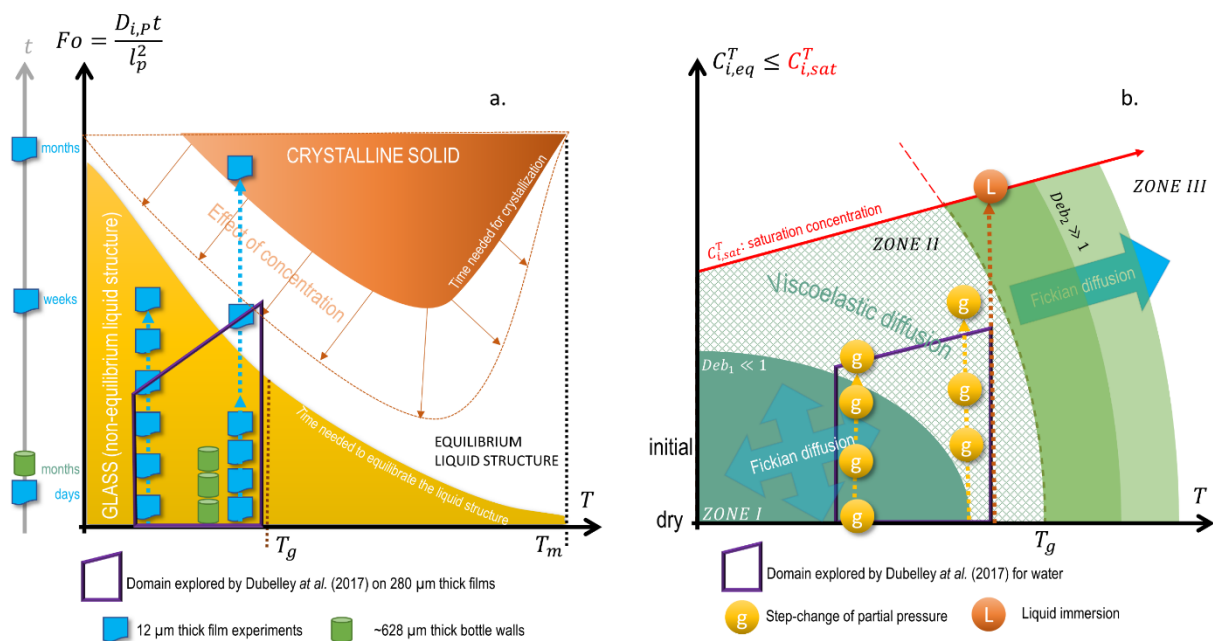 t
Fo = D_{i,P} t / l_p^2
a.
months
weeks
months
days
CRYSTALLINE SOLID
Time needed for crystallization
Effect of concentration
GLASS (non-equilibrium liquid structure)
Time needed to equilibrate the liquid structure
EQUILIBRIUM
LIQUID STRUCTURE
T
T_g
T_m
Domain explored by Dubelley at al. (2017) on 280 µm thick films
12 µm thick film experiments
~628 µm thick bottle walls
C_{i,eq}^T ≤ C_{i,sat}^T
b.
ZONE III
L
Deb_2 ≫ 1
C_{i,sat}^T: saturation concentration
ZONE II
Viscoelastic diffusion
Fickian diffusion
g
g
Deb_1 ≪ 1
g
g
g
initial
Fickian diffusion
g
T
dry
ZONE I
g
T_g
Domain explored by Dubelley at al. (2017) for water
g Step-change of partial pressure
L Liquid immersion